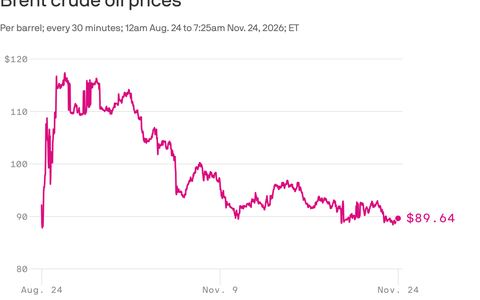 Brent crude oil prices
Per barrel; every 30 minutes; 12am Aug. 24 to 7:25am Nov. 24, 2026; ET
$120
110
100
90
80
$89.64
Aug. 24
Nov. 9
Nov. 24